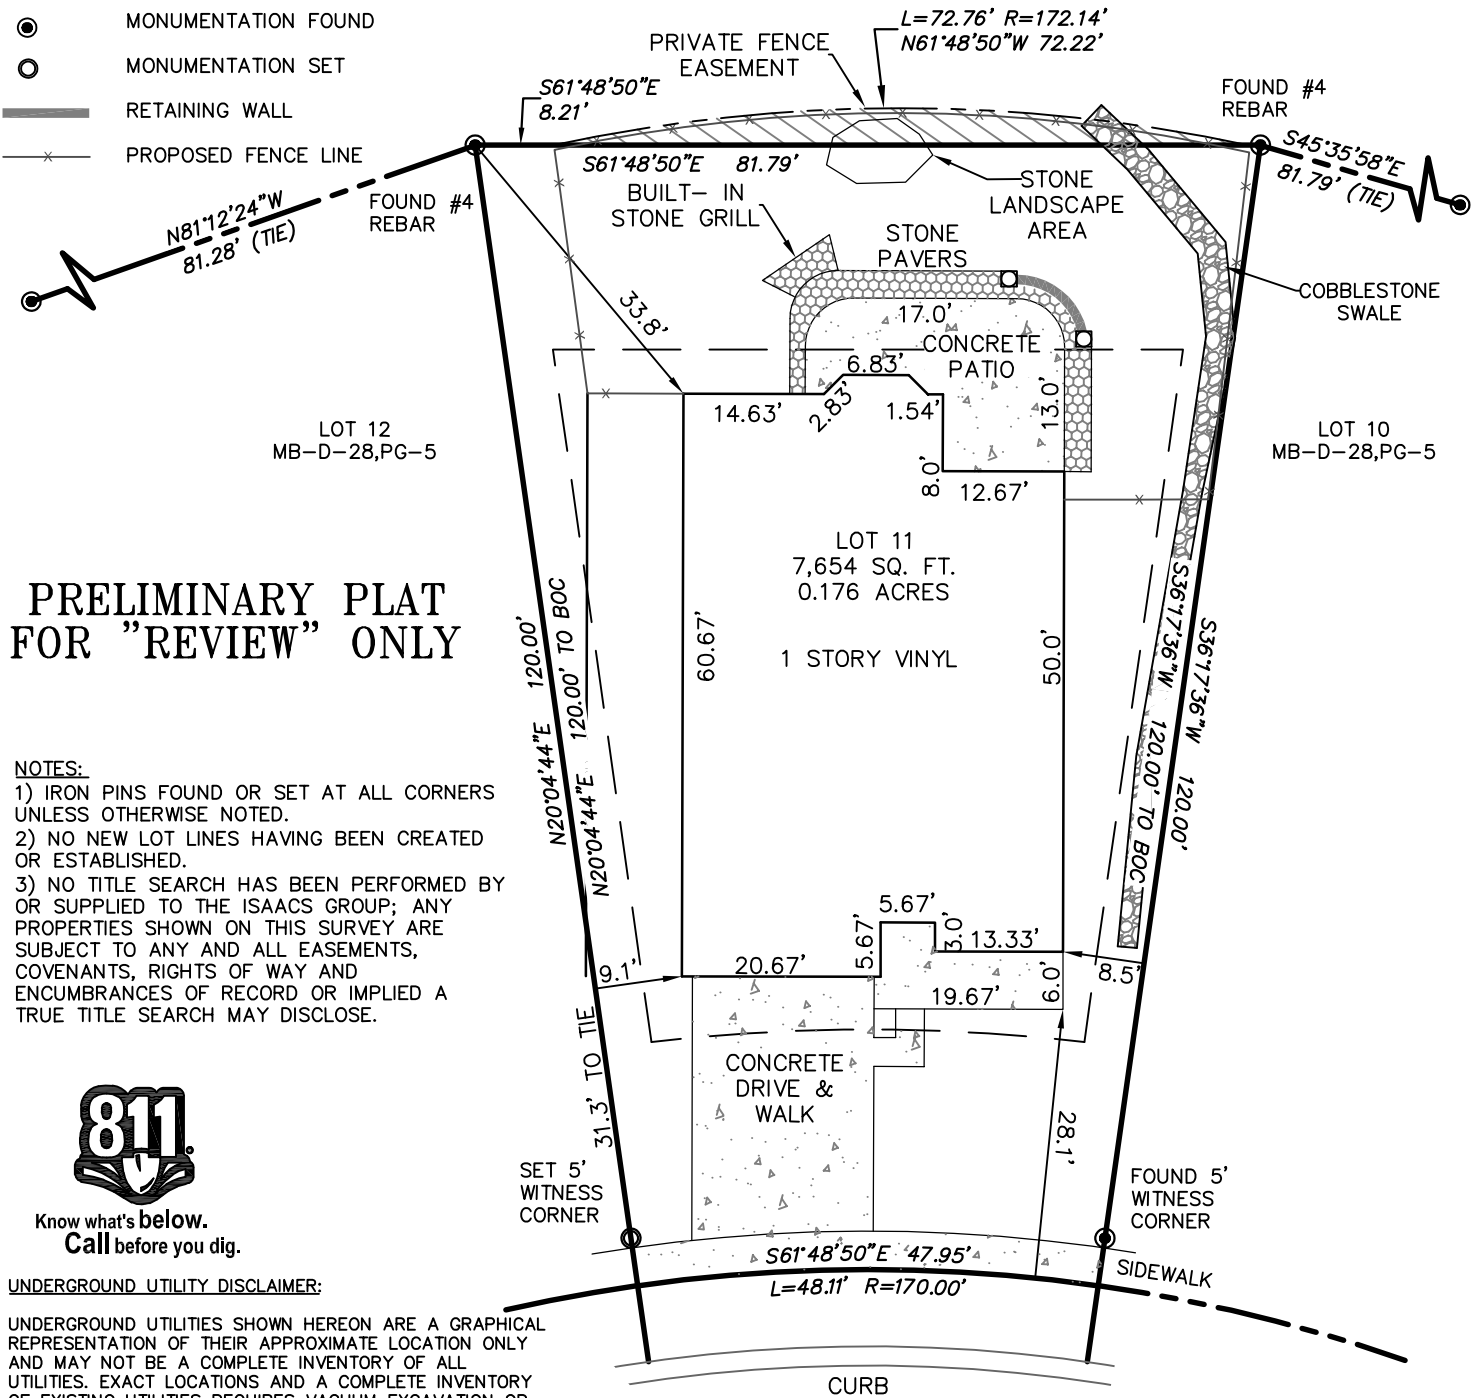 MONUMENTATION FOUND
MONUMENTATION SET
RETAINING WALL
PROPOSED FENCE LINE
L=72.76' R=172.14'
N61°48'50"W 72.22'
PRIVATE FENCE
EASEMENT
S61°48'50"E
8.21'
FOUND #4
REBAR
S45°35'58"E
81.79' (TIE)
S61°48'50"E 81.79'
BUILT- IN
STONE GRILL
STONE
LANDSCAPE
AREA
FOUND #4
REBAR
N81°12'24"W
81.28' (TIE)
STONE
PAVERS
COBBLESTONE
SWALE
33.8'
17.0'
CONCRETE
PATIO
6.83'
14.63'
2.83'
1.54'
13.0'
8.0'
12.67'
LOT 12
MB-D-28,PG-5
LOT 10
MB-D-28,PG-5
LOT 11
7,654 SQ. FT.
0.176 ACRES
1 STORY VINYL
60.67'
50.0'
PRELIMINARY PLAT
FOR "REVIEW" ONLY
N20°04'44"E 120.00'
N20°04'44"E 120.00' TO BOC
S36°17'36"W 120.00' TO BOC
S36°17'36"W 120.00'
NOTES:
1) IRON PINS FOUND OR SET AT ALL CORNERS
UNLESS OTHERWISE NOTED.
2) NO NEW LOT LINES HAVING BEEN CREATED
OR ESTABLISHED.
3) NO TITLE SEARCH HAS BEEN PERFORMED BY
OR SUPPLIED TO THE ISAACS GROUP; ANY
PROPERTIES SHOWN ON THIS SURVEY ARE
SUBJECT TO ANY AND ALL EASEMENTS,
COVENANTS, RIGHTS OF WAY AND
ENCUMBRANCES OF RECORD OR IMPLIED A
TRUE TITLE SEARCH MAY DISCLOSE.
5.67'
5.67'
3.0'
13.33'
9.1'
20.67'
19.67'
6.0'
8.5'
31.3' TO TIE
CONCRETE
DRIVE &
WALK
28.1'
811
Know what's below.
Call before you dig.
SET 5'
WITNESS
CORNER
FOUND 5'
WITNESS
CORNER
S61°48'50"E 47.95'
L=48.11' R=170.00'
SIDEWALK
CURB
UNDERGROUND UTILITY DISCLAIMER:
UNDERGROUND UTILITIES SHOWN HEREON ARE A GRAPHICAL
REPRESENTATION OF THEIR APPROXIMATE LOCATION ONLY
AND MAY NOT BE A COMPLETE INVENTORY OF ALL
UTILITIES. EXACT LOCATIONS AND A COMPLETE INVENTORY
OF EXISTING UTILITIES REQUIRES VACUUM EXCAVATION OR